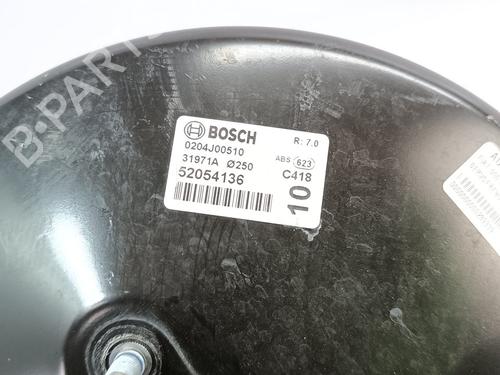 B-PARTS
BOSCH R: 7.0
0204J00510
31971A Ø250 ABS 623
52054136 C418
10